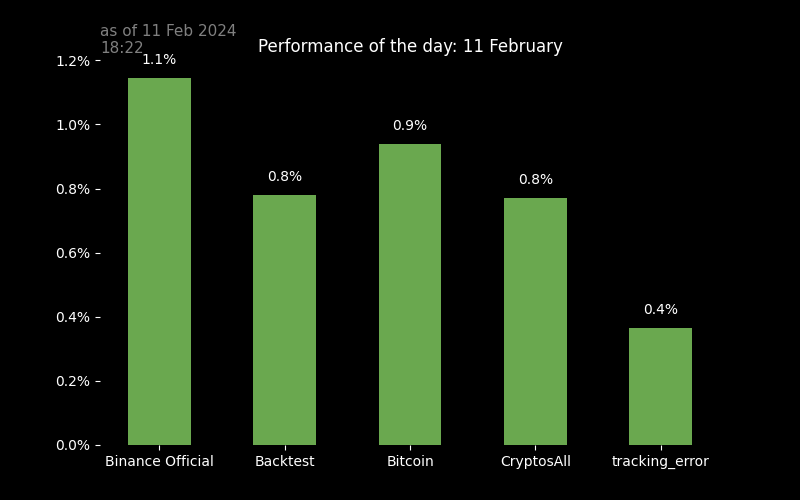 as of 11 Feb 2024
18:22
Performance of the day: 11 February
1.2%
1.0%
0.8%
0.6%
0.4%
0.2%
0.0%
1.1%
0.8%
0.9%
0.8%
0.4%
Binance Official
Backtest
Bitcoin
CryptosAll
tracking_error